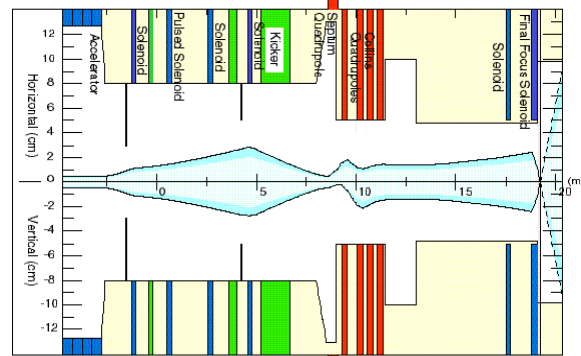 Horizontal (cm)
Vertical (cm)
12
10
8
6
4
2
0
-2
-4
-6
-8
-10
-12
Accelerator
Solenoid
Pulsed Solenoid
Solenoid
Solenoid
Kicker
Quadrupole
Septum
Quadrupoles
Collins
Solenoid
Final Focus Solenoid
0
5
10
15
20
(m